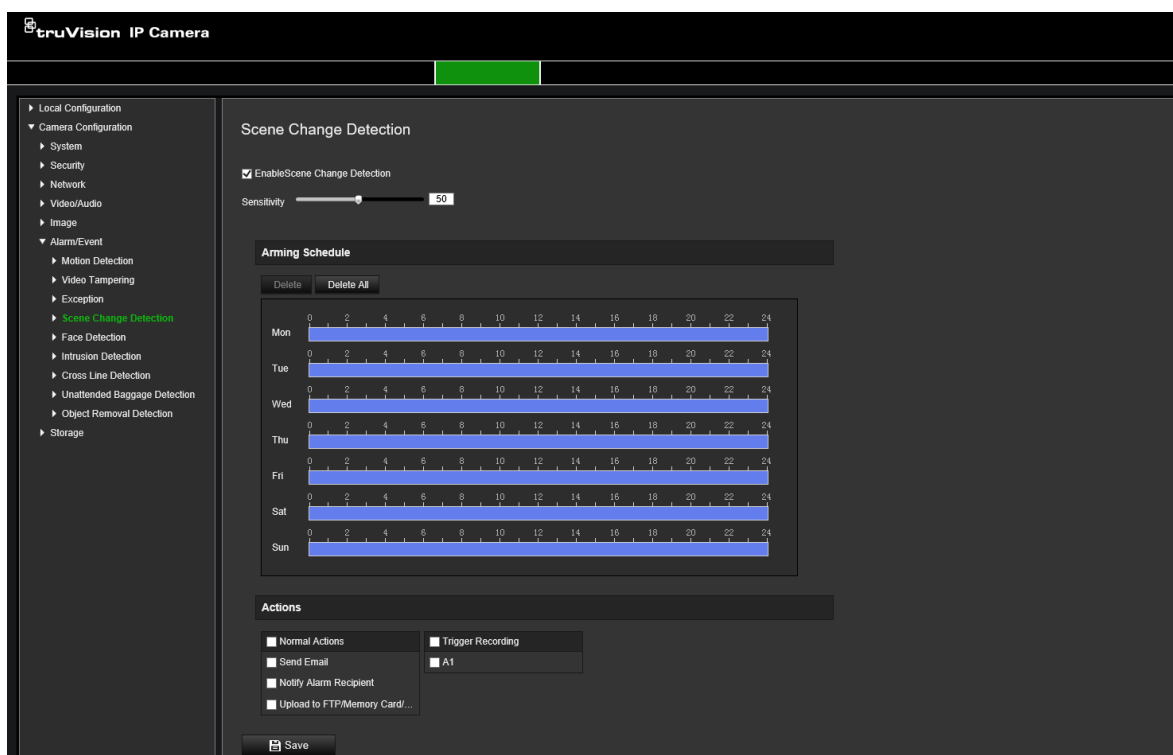 truVision IP Camera
Local Configuration
Camera Configuration
System
Security
Network
Video/Audio
Image
Alarm/Event
Motion Detection
Video Tampering
Exception
Scene Change Detection
Face Detection
Intrusion Detection
Cross Line Detection
Unattended Baggage Detection
Object Removal Detection
Storage
Scene Change Detection
EnableScene Change Detection
Sensitivity 50
Arming Schedule
Delete Delete All
0 2 4 6 8 10 12 14 16 18 20 22 24
Mon
0 2 4 6 8 10 12 14 16 18 20 22 24
Tue
0 2 4 6 8 10 12 14 16 18 20 22 24
Wed
0 2 4 6 8 10 12 14 16 18 20 22 24
Thu
0 2 4 6 8 10 12 14 16 18 20 22 24
Fri
0 2 4 6 8 10 12 14 16 18 20 22 24
Sat
0 2 4 6 8 10 12 14 16 18 20 22 24
Sun
Actions
Normal Actions Trigger Recording
Send Email A1
Notify Alarm Recipient
Upload to FTP/Memory Card/...
Save